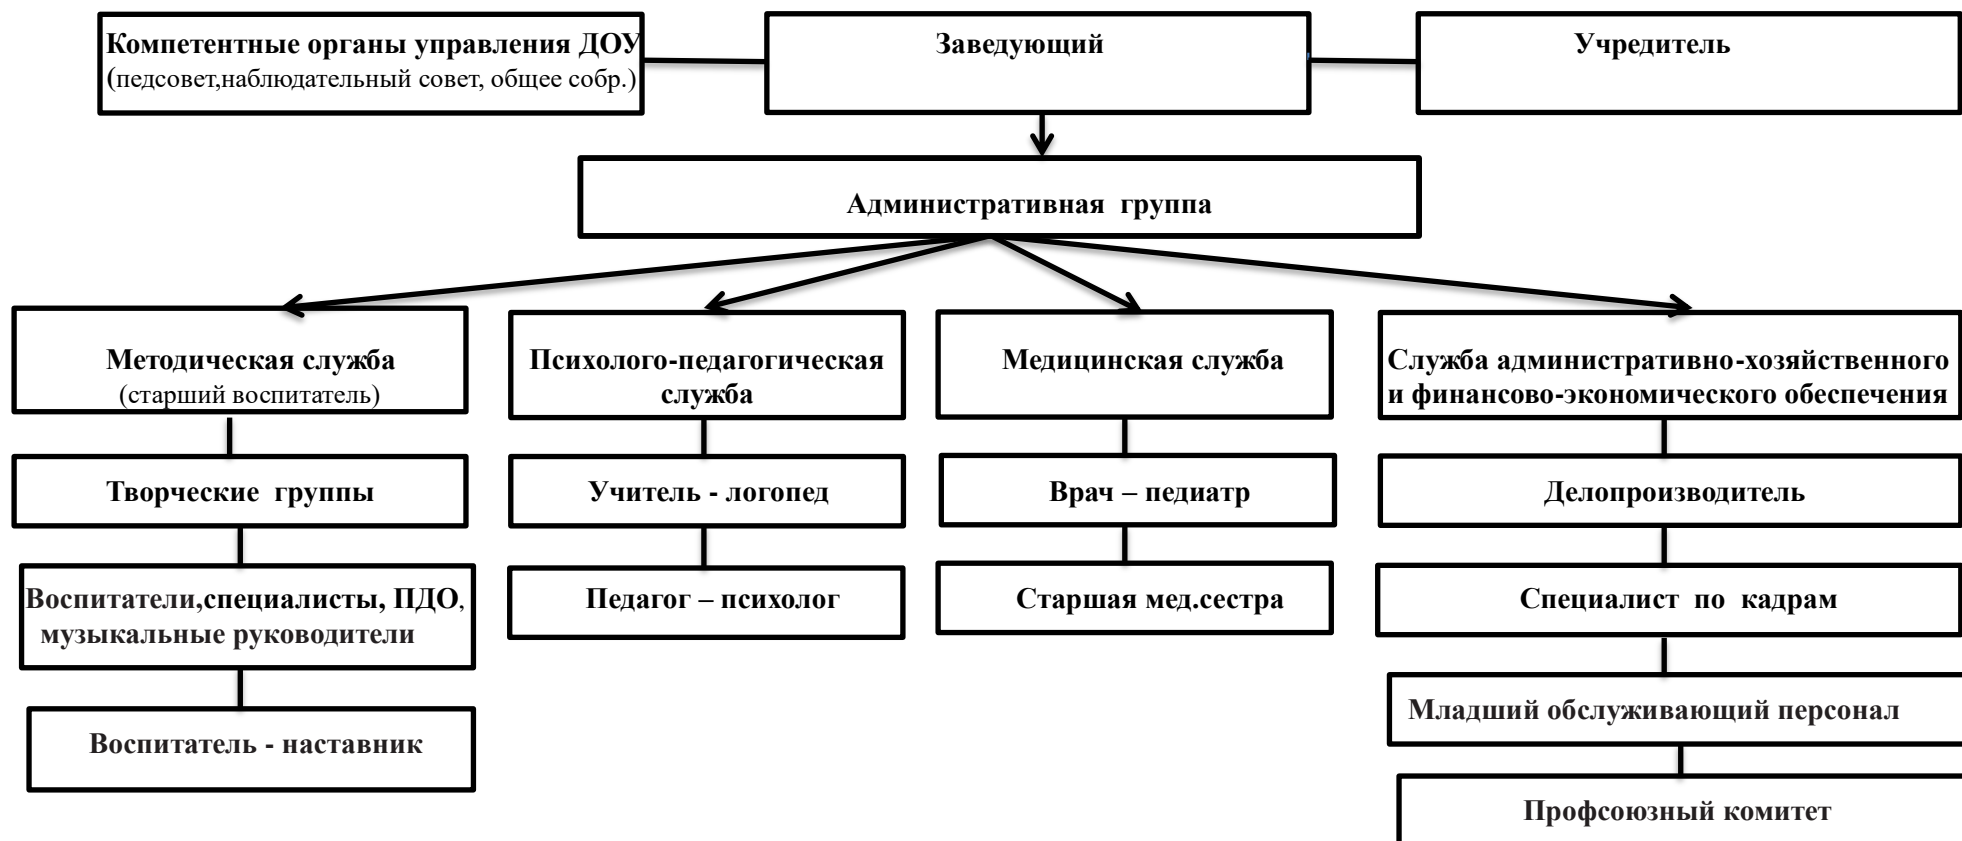 Компетентные органы управления ДОУ
(педсовет,наблюдательный совет, общее собр.)
Заведующий
Учредитель
Административная  группа
Методическая служба
(старший воспитатель)
Психолого-педагогическая
служба
Медицинская служба
Служба административно-хозяйственного
и финансово-экономического обеспечения
Творческие  группы
Учитель - логопед
Врач – педиатр
Делопроизводитель
Воспитатели,специалисты, ПДО,
музыкальные руководители
Педагог – психолог
Старшая мед.сестра
Специалист  по  кадрам
Воспитатель - наставник
Младший обслуживающий персонал
Профсоюзный комитет